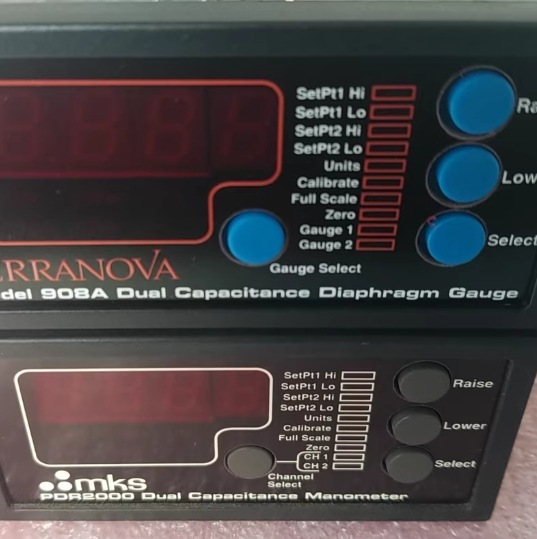 SetPt1 Hi
SetPt1 Lo
SetPt2 Hi
SetPt2 Lo
Units
Calibrate
Full Scale
Zero
Gauge 1
Gauge 2
Ra
Low
Select
Gauge Select
ERRANOVA
del 908A Dual Capacitance Diaphragm Gauge
SetPt1 Hi
SetPt1 Lo
SetPt2 Hi
SetPt2 Lo
Units
Calibrate
Full Scale
Zero
CH 1
CH 2
Raise
Lower
Select
Channel
Select
mks
PDR2000 Dual Capacitance Manometer